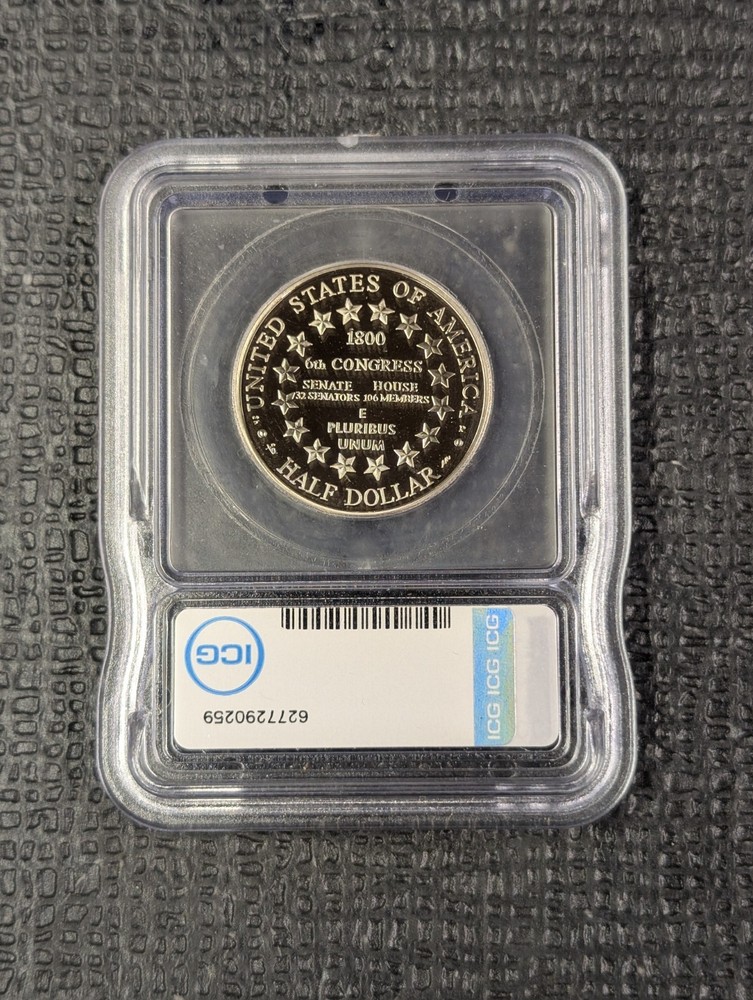 UNITED STATES OF AMERICA
1800
6th CONGRESS
SENATE HOUSE
32 SENATORS 106 MEMBERS
E
PLURIBUS
UNUM
HALF DOLLAR
ICG
6277290259
ICG ICG ICG